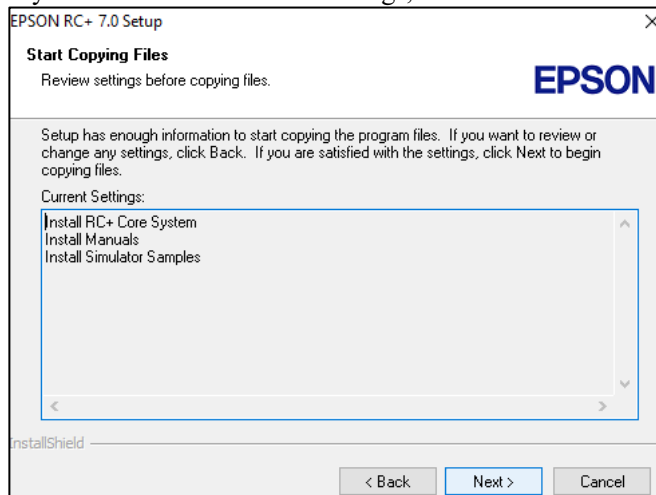 EPSON RC+ 7.0 Setup
Start Copying Files
Review settings before copying files.
EPSON
Setup has enough information to start copying the program files. If you want to review or
change any settings, click Back. If you are satisfied with the settings, click Next to begin
copying files.
Current Settings:
Install RC+ Core System
Install Manuals
Install Simulator Samples
InstallShield
< Back
Next >
Cancel